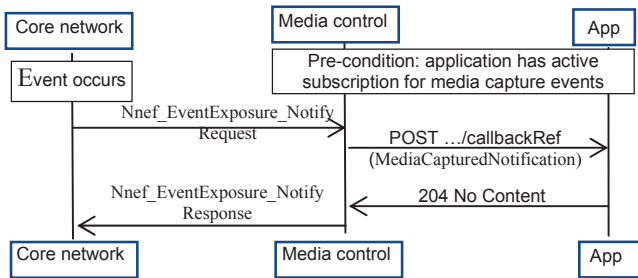 Core network
Media control
App
Event occurs
Pre-condition: application has active
subscription for media capture events
Nnef_EventExposure_Notify
Request
POST …/callbackRef
(MediaCapturedNotification)
204 No Content
Nnef_EventExposure_Notify
Response
Core network
Media control
App